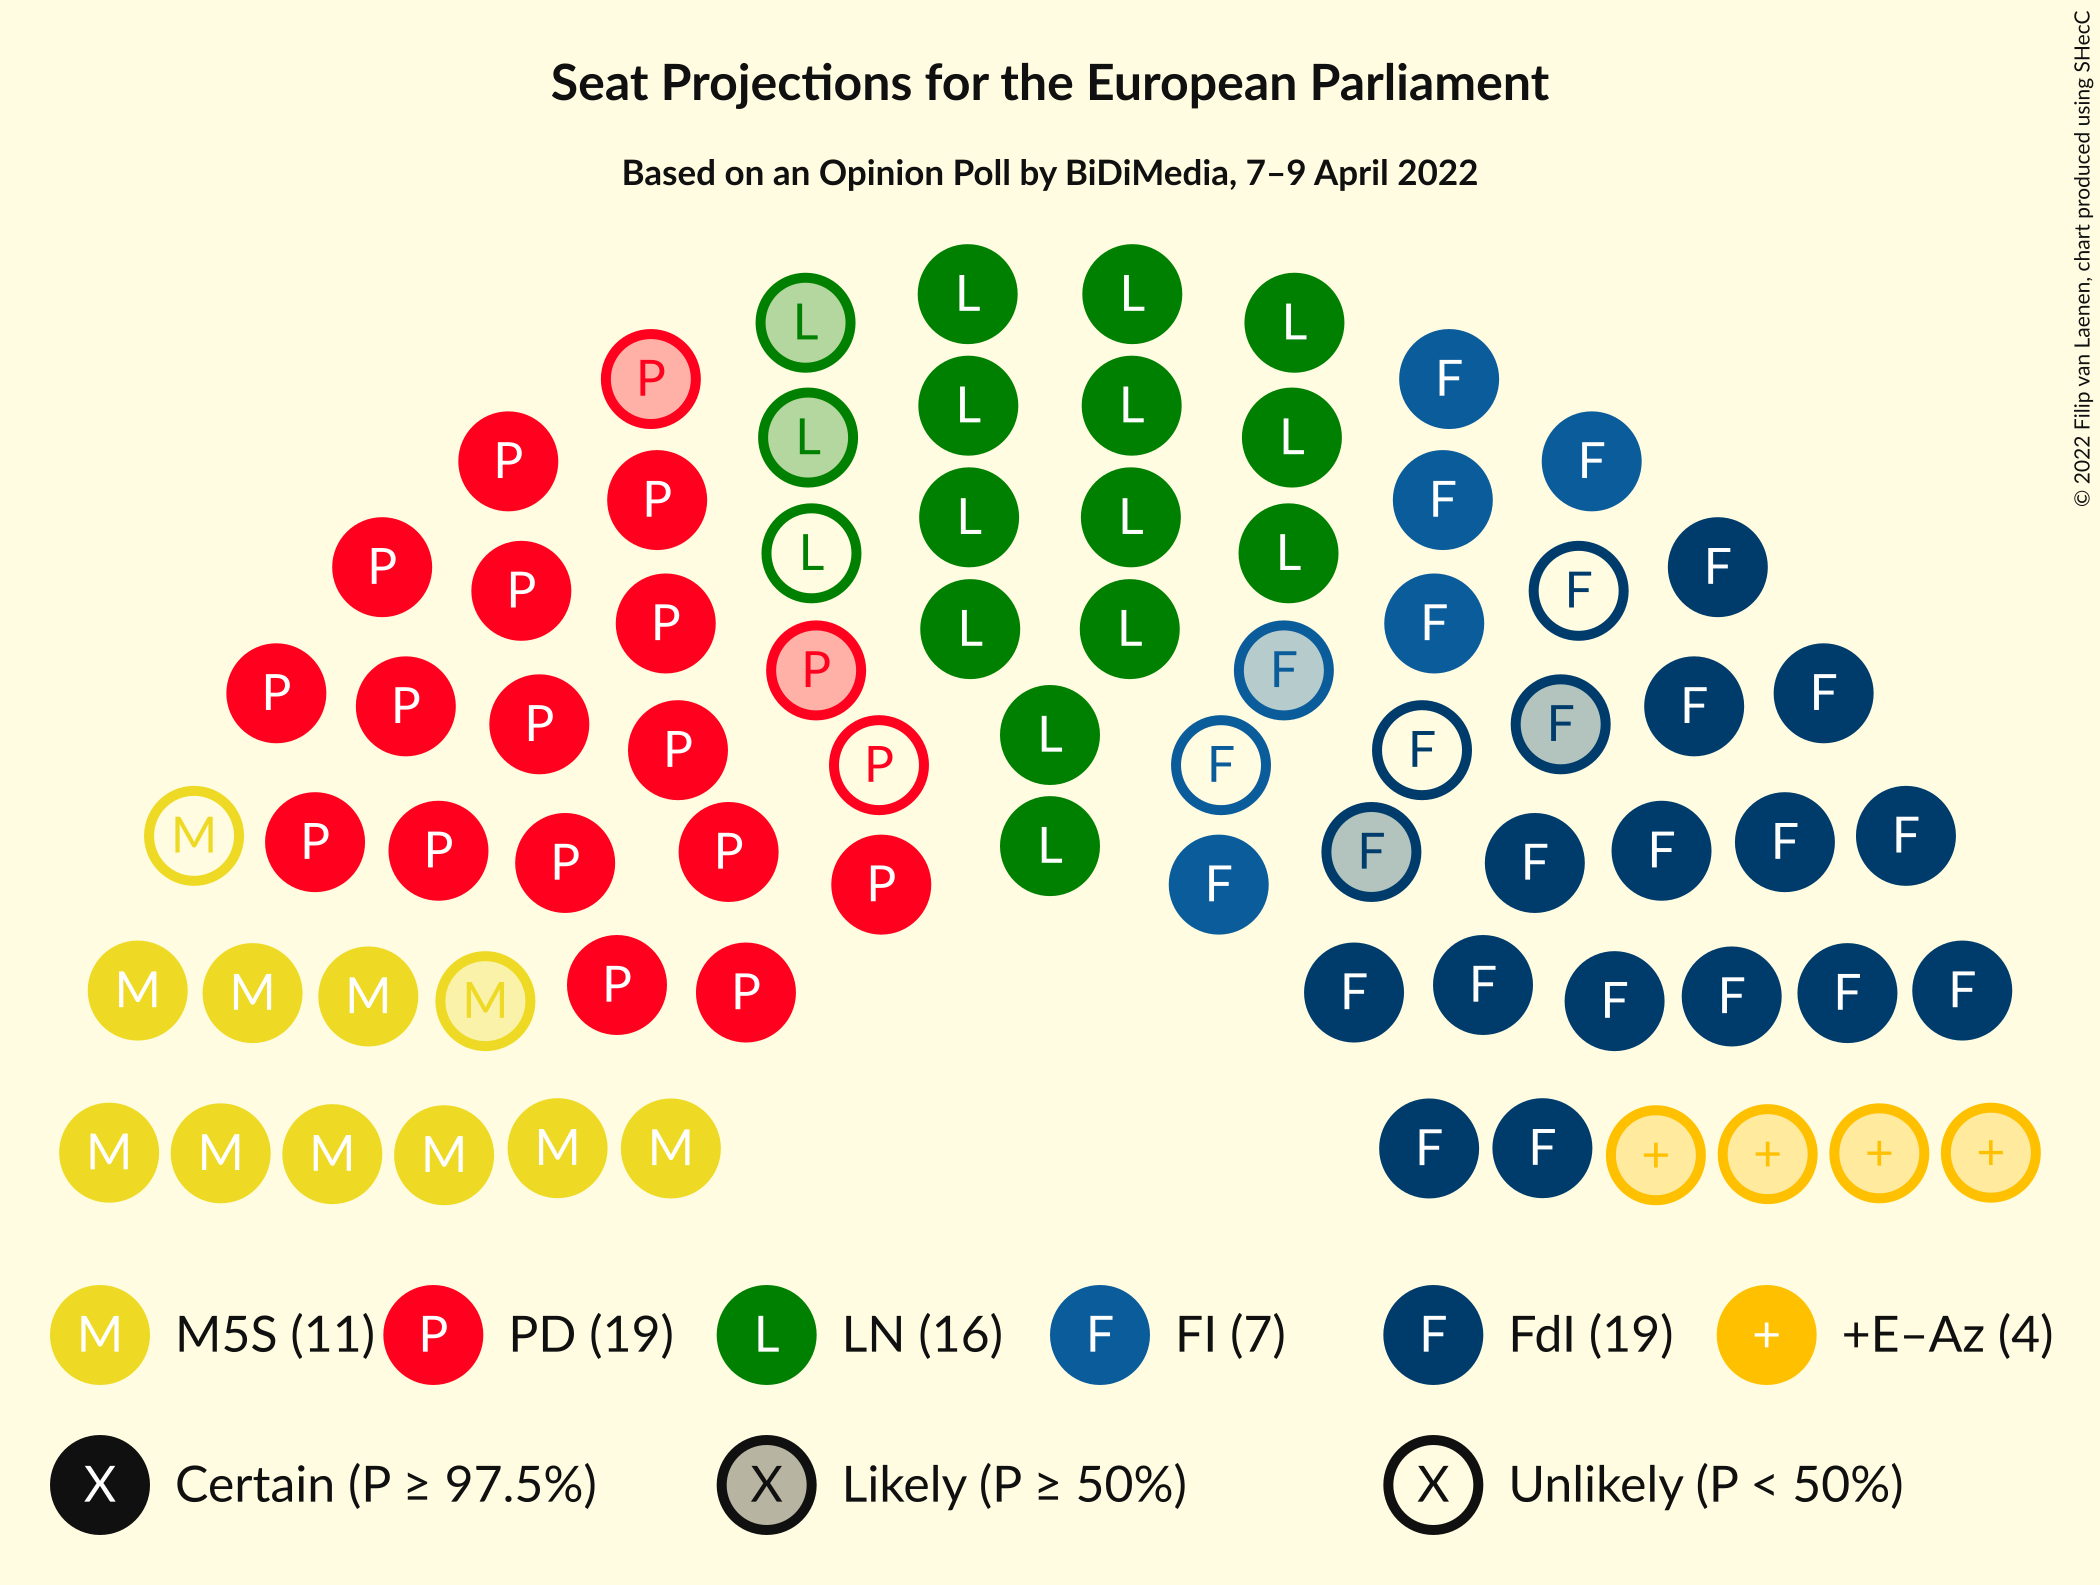 Seat Projections for the European Parliament
Based on an Opinion Poll by BiDiMedia, 7–9 April 2022
© 2022 Filip van Laenen, chart produced using SHecC
L L
L L
P F
L L
L L
P F
P F
L L
P F
L L
P F
P F
P F
L L
P F
P F
P F
P F
P F
P F
L
P F
M P P P P P L F F F F F F
M M M M P P F F F F F F
M M M M M M F F + + + +
M M5S (11) P PD (19) L LN (16) F FI (7) F FdI (19) + +E–Az (4)
X Certain (P ≥ 97.5%) X Likely (P ≥ 50%) X Unlikely (P < 50%)